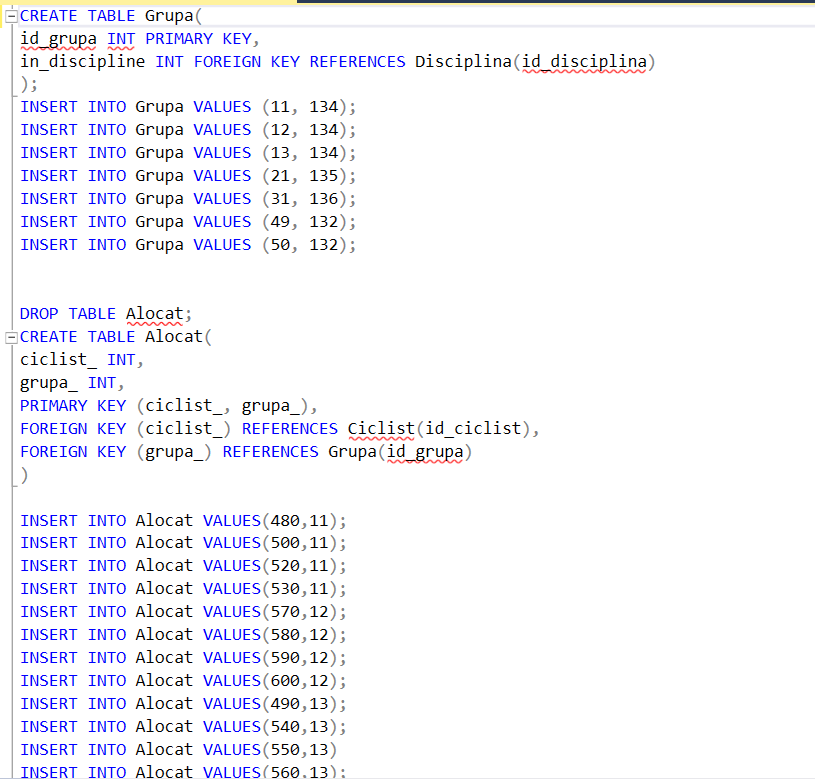 CREATE TABLE Grupa(
id_grupa INT PRIMARY KEY,
in_discipline INT FOREIGN KEY REFERENCES Disciplina(id_disciplina)
);
INSERT INTO Grupa VALUES (11, 134);
INSERT INTO Grupa VALUES (12, 134);
INSERT INTO Grupa VALUES (13, 134);
INSERT INTO Grupa VALUES (21, 135);
INSERT INTO Grupa VALUES (31, 136);
INSERT INTO Grupa VALUES (49, 132);
INSERT INTO Grupa VALUES (50, 132);
DROP TABLE Alocat;
CREATE TABLE Alocat(
ciclist_ INT,
grupa_ INT,
PRIMARY KEY (ciclist_, grupa_),
FOREIGN KEY (ciclist_) REFERENCES Ciclist(id_ciclist),
FOREIGN KEY (grupa_) REFERENCES Grupa(id_grupa)
)
INSERT INTO Alocat VALUES(480,11);
INSERT INTO Alocat VALUES(500,11);
INSERT INTO Alocat VALUES(520,11);
INSERT INTO Alocat VALUES(530,11);
INSERT INTO Alocat VALUES(570,12);
INSERT INTO Alocat VALUES(580,12);
INSERT INTO Alocat VALUES(590,12);
INSERT INTO Alocat VALUES(600,12);
INSERT INTO Alocat VALUES(490,13);
INSERT INTO Alocat VALUES(540,13);
INSERT INTO Alocat VALUES(550,13)
INSERT INTO Alocat VALUES(560,13);